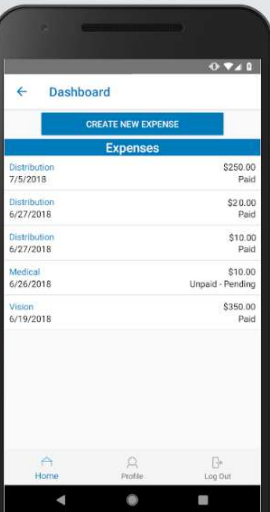 Dashboard
CREATE NEW EXPENSE
Expenses
Distribution $250.00
7/5/2018 Paid
Distribution $20.00
6/27/2018 Paid
Distribution $10.00
6/27/2018 Paid
Medical $10.00
6/26/2018 Unpaid - Pending
Vision $350.00
6/19/2018 Paid
Home Profile Log Out